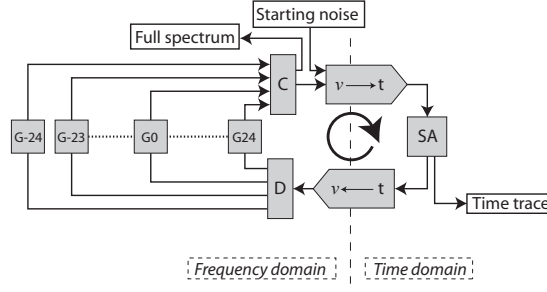 Starting noise
Full spectrum
C
ν → t
G-24
G-23
G0
G24
SA
D
ν ← t
Time trace
Frequency domain
Time domain